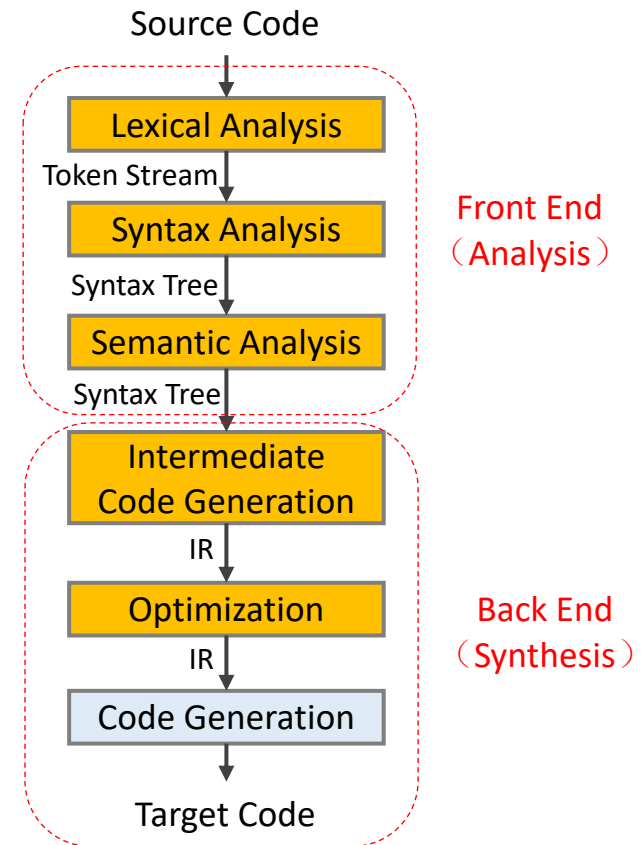 Source Code
Lexical Analysis
Token Stream
Syntax Analysis
Syntax Tree
Semantic Analysis
Syntax Tree
Front End
（Analysis）
Intermediate
Code Generation
IR
Optimization
IR
Code Generation
Target Code
Back End
（Synthesis）